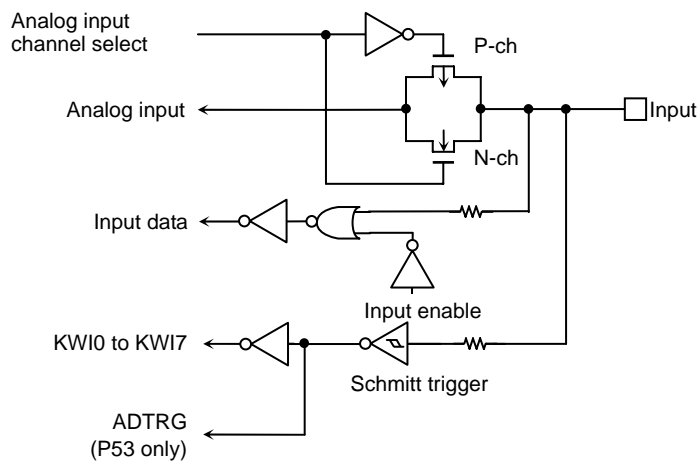 Analog input
channel select
P-ch
Analog input
Input
N-ch
Input data
Input enable
KWI0 to KWI7
Schmitt trigger
ADTRG
(P53 only)